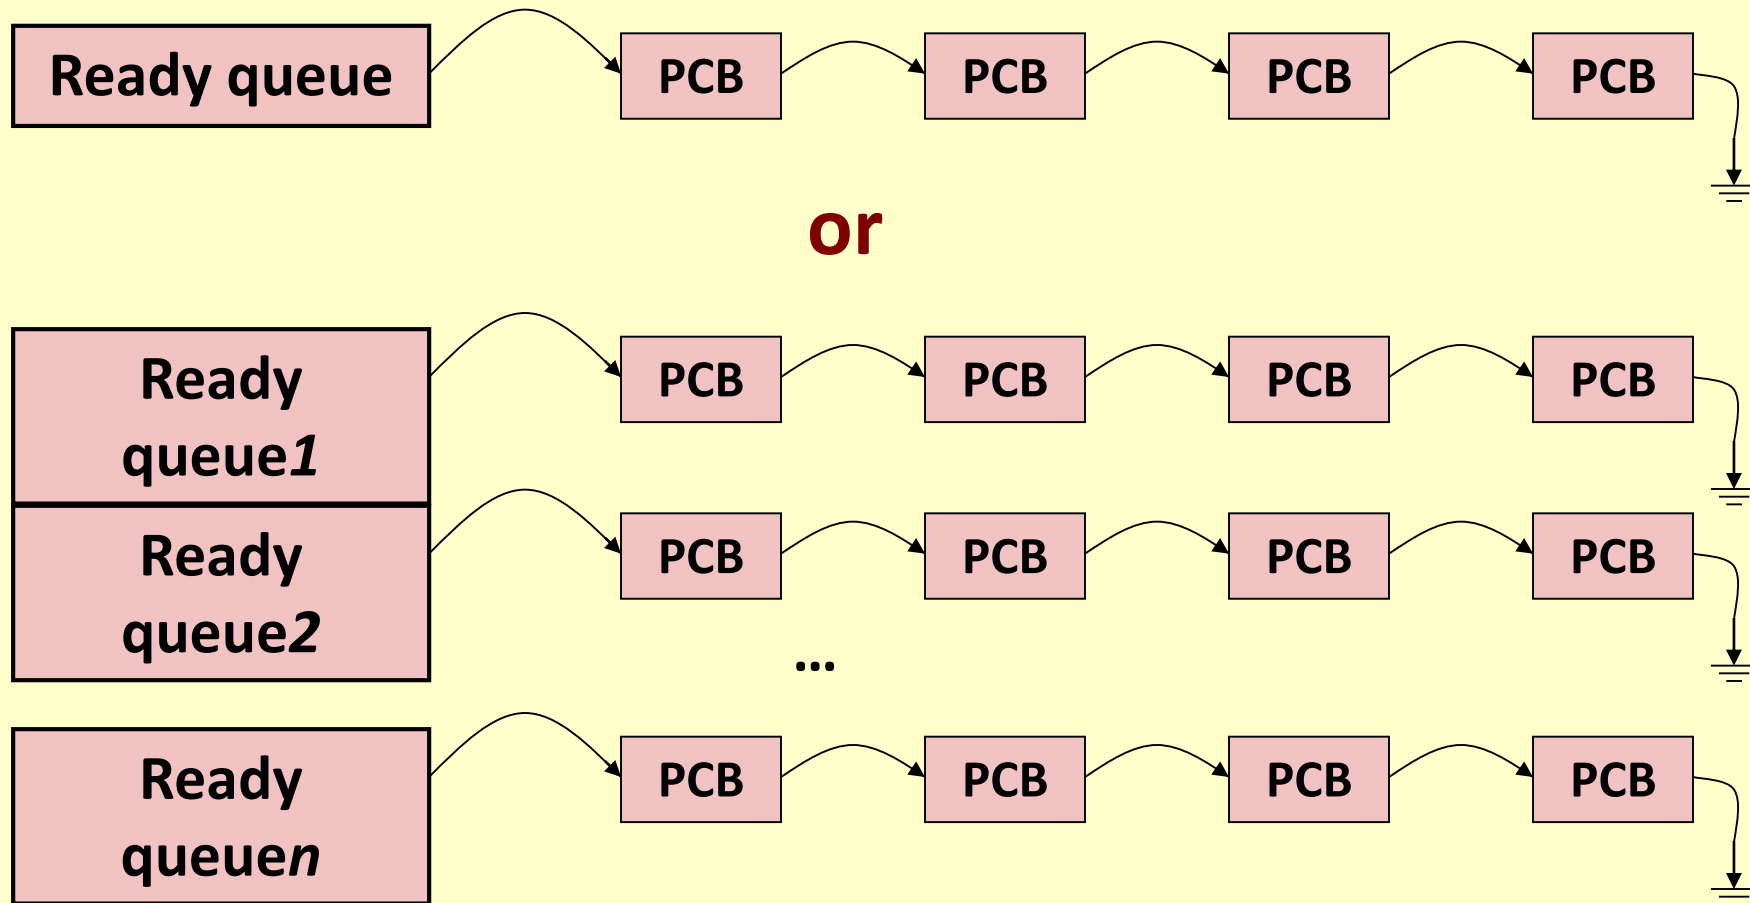 Ready queue PCB PCB PCB PCB
or
Ready
queue1 PCB PCB PCB PCB
Ready
queue2 PCB PCB PCB PCB
...
Ready
queuen PCB PCB PCB PCB